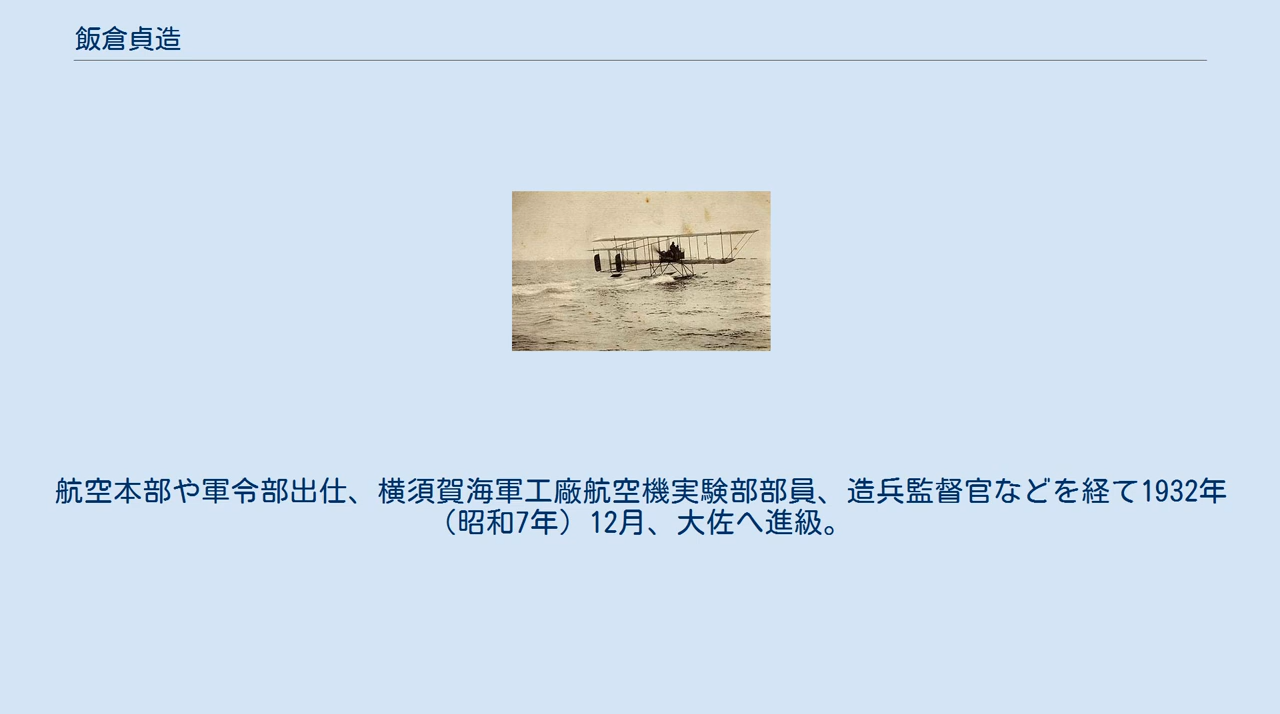 飯倉貞造
航空本部や軍令部出仕、横須賀海軍工廠航空機実験部部員、造兵監督官などを経て1932年
（昭和7年）12月、大佐へ進級。